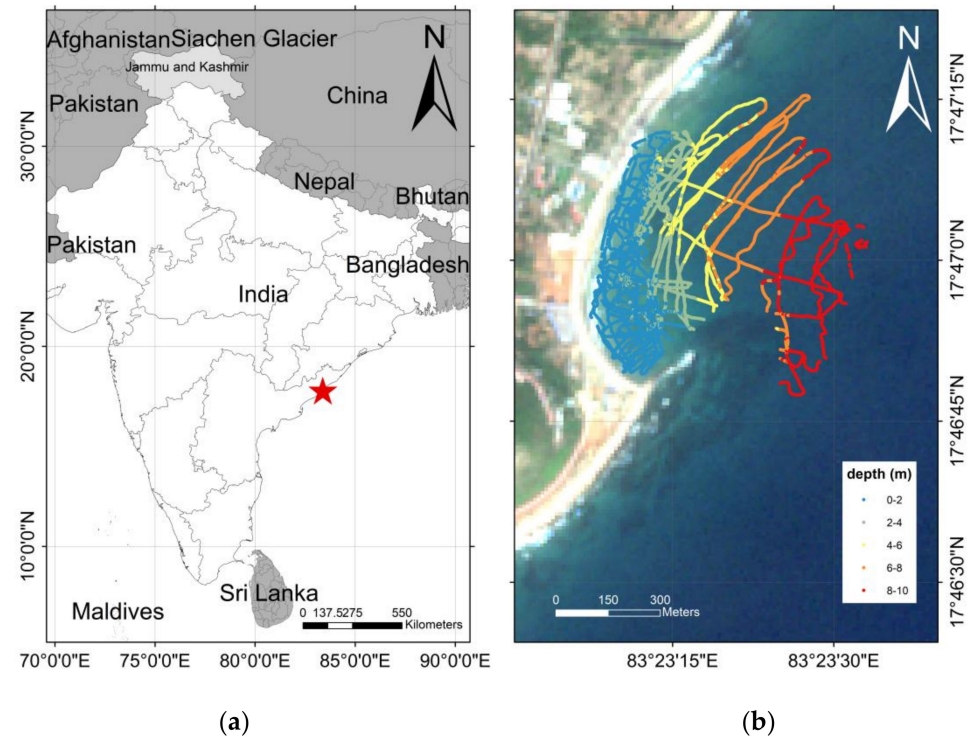 AfghanistanSiachen Glacier
Jammu and Kashmir
N
Pakistan
China
Nepal
Bhutan
Pakistan
Bangladesh
India
Sri Lanka
Maldives
0 137.5275 550
Kilometers
30°0'0"N
20°0'0"N
10°0'0"N
70°0'0"E 75°0'0"E 80°0'0"E 85°0'0"E 90°0'0"E
(a)
N
17°47'15"N
17°47'0"N
17°46'45"N
17°46'30"N
depth (m)
0-2
2-4
4-6
6-8
8-10
0 150 300
Meters
83°23'15"E 83°23'30"E
(b)